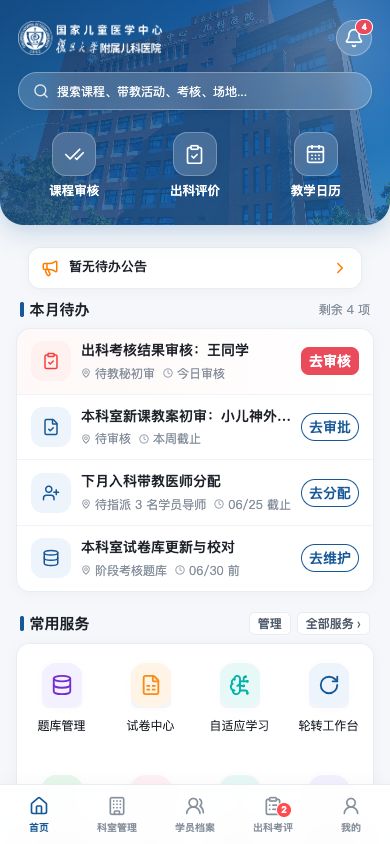 国家儿童医学中心
復旦大学附属儿科医院
4
搜索课程、带教活动、考核、场地...
课程审核
出科评价
教学日历
暂无待办公告
本月待办
剩余 4 项
出科考核结果审核：王同学
待教秘初审 今日审核
去审核
本科室新课教案初审：小儿神外...
待审核 本周截止
去审批
下月入科带教医师分配
待指派 3 名学员导师 06/25 截止
去分配
本科室试卷库更新与校对
阶段考核题库 06/30 前
去维护
常用服务
管理
全部服务 ›
题库管理
试卷中心
自适应学习
轮转工作台
首页
科室管理
学员档案
2
出科考评
我的